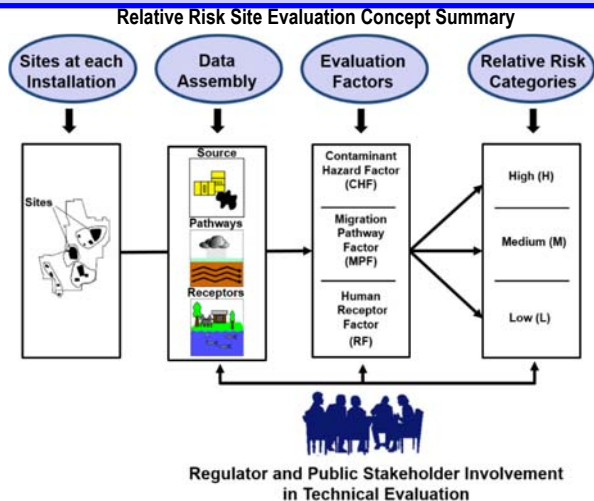 Relative Risk Site Evaluation Concept Summary
Sites at each
Installation
Data
Assembly
Evaluation
Factors
Relative Risk
Categories
Sites
Source
Pathways
Receptors
Contaminant
Hazard Factor
(CHF)
Migration
Pathway
Factor
(MPF)
Human
Receptor
Factor
(RF)
High (H)
Medium (M)
Low (L)
Regulator and Public Stakeholder Involvement
in Technical Evaluation